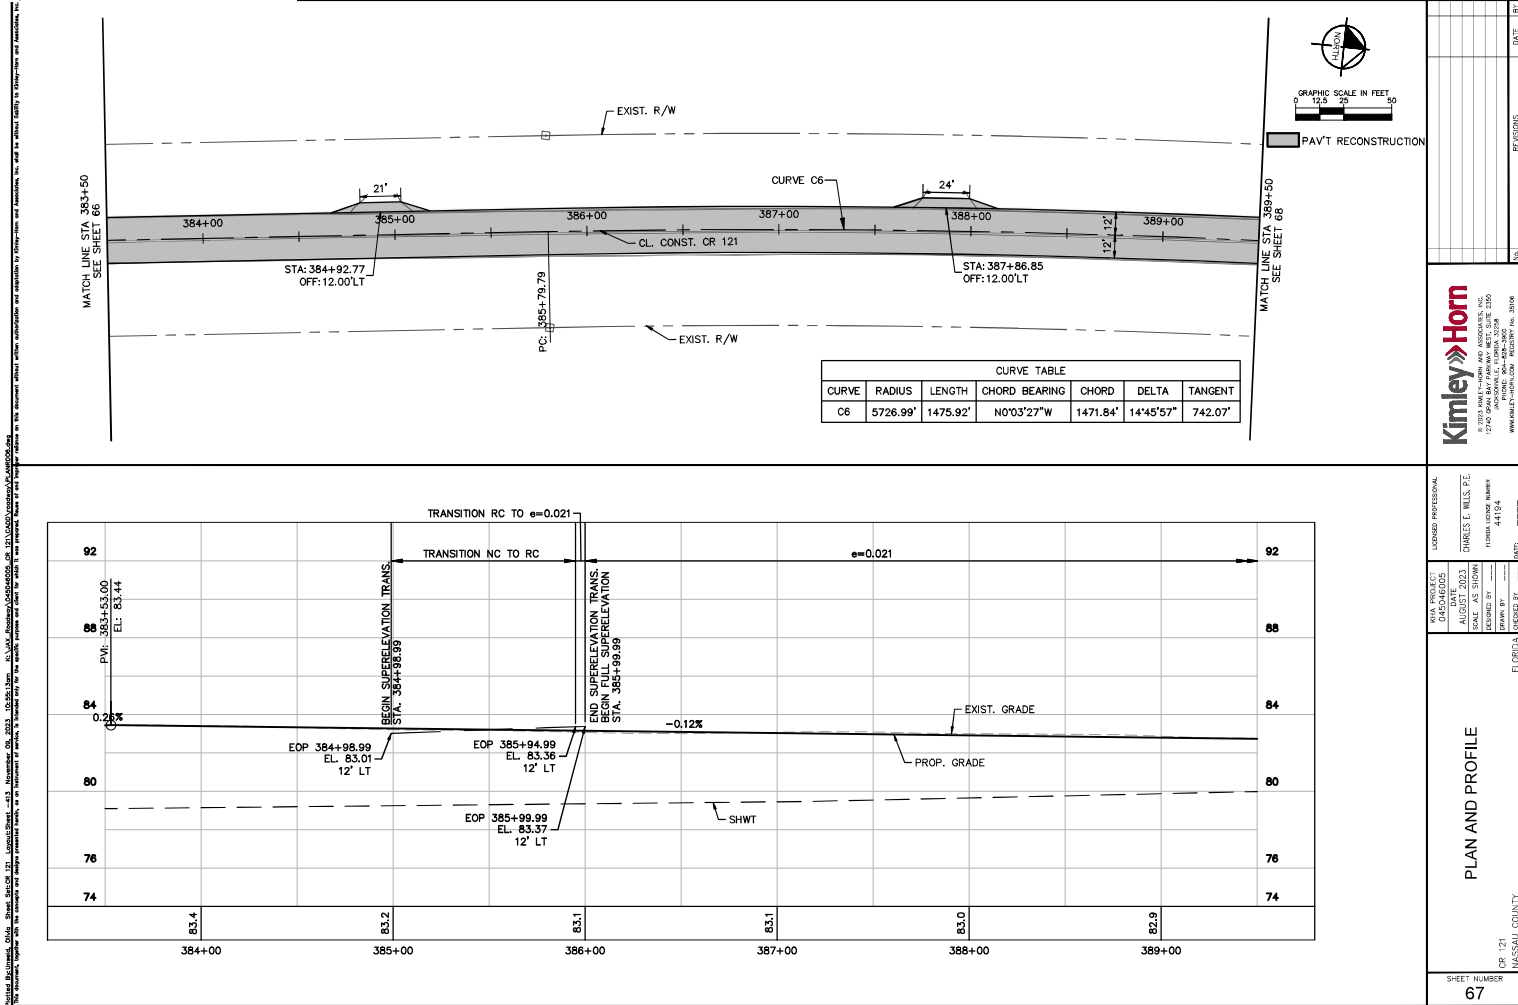 EXIST. R/W
NORTH
GRAPHIC SCALE IN FEET
0 12.5 25 50
PAV'T RECONSTRUCTION
MATCH LINE STA 383+50
SEE SHEET 66
21'
CURVE C6
24'
384+00 385+00 386+00 387+00 388+00 389+00
12' 12'
CL. CONST. CR 121
STA: 384+92.77
OFF: 12.00'LT
STA: 387+86.85
OFF: 12.00'LT
PC: 385+79.79
EXIST. R/W
MATCH LINE STA 389+50
SEE SHEET 68
CURVE TABLE
CURVE RADIUS LENGTH CHORD BEARING CHORD DELTA TANGENT
C6 5726.99' 1475.92' N0°03'27"W 1471.84' 14°45'57" 742.07'
TRANSITION RC TO e=0.021
TRANSITION NC TO RC
e=0.021
92 92
88 88
84 84
80 80
76 76
74 74
PVI: 383+53.00
EL: 83.44
BEGIN SUPERELEVATION TRANS.
STA. 384+98.99
END SUPERELEVATION TRANS.
BEGIN FULL SUPERELEVATION
STA. 385+99.99
-0.12%
EXIST. GRADE
PROP. GRADE
EOP 384+98.99
EL. 83.01
12' LT
EOP 385+94.99
EL. 83.36
12' LT
EOP 385+99.99
EL. 83.37
12' LT
SHWT
83.4 83.2 83.1 83.1 83.0 82.9
384+00 385+00 386+00 387+00 388+00 389+00
No.
REVISIONS
DATE
BY
Kimley»Horn
© 2023 KIMLEY-HORN AND ASSOCIATES, INC.
12740 GRAN BAY PARKWAY WEST, SUITE 2350
JACKSONVILLE, FLORIDA 32258
PHONE: 904-828-3900
WWW.KIMLEY-HORN.COM REGISTRY No. 35106
LICENSED PROFESSIONAL
CHARLES E. WILLS, P.E.
FLORIDA LICENSE NUMBER
44194
DATE:
KHA PROJECT
045046005
DATE
AUGUST 2023
SCALE AS SHOWN
DESIGNED BY
DRAWN BY
CHECKED BY
PLAN AND PROFILE
CR 121
NASSAU COUNTY FLORIDA
SHEET NUMBER
67